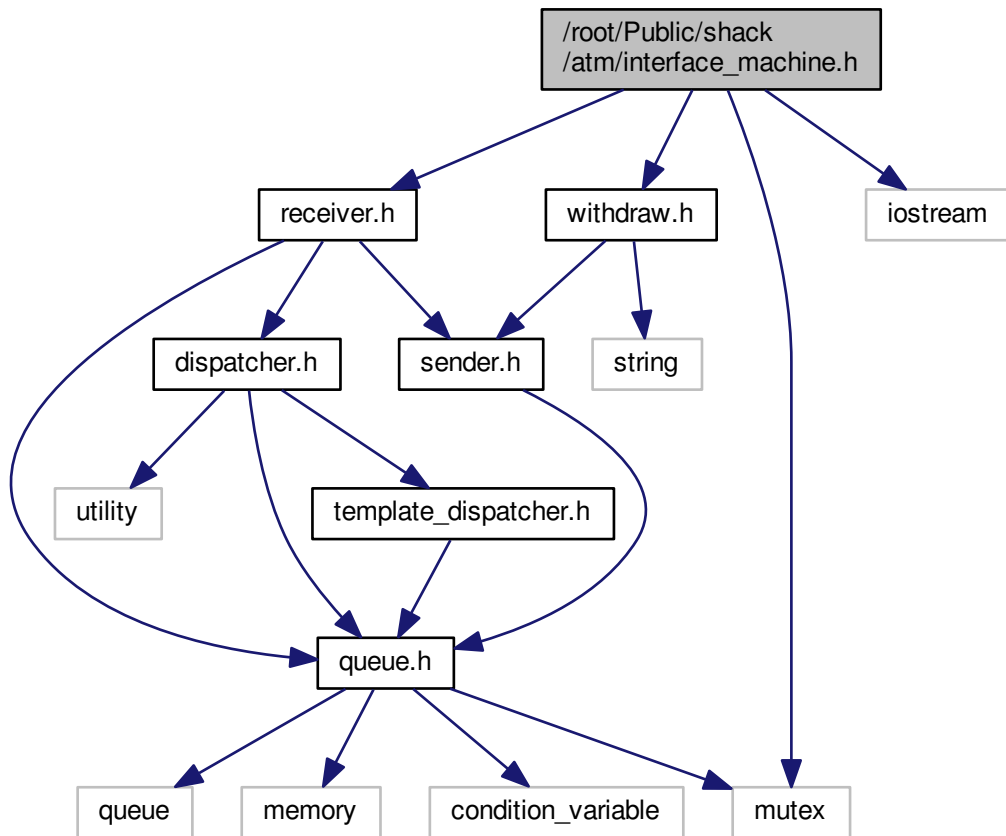 /root/Public/shack
/atm/interface_machine.h
receiver.h
withdraw.h
iostream
dispatcher.h
sender.h
string
utility
template_dispatcher.h
queue.h
queue
memory
condition_variable
mutex